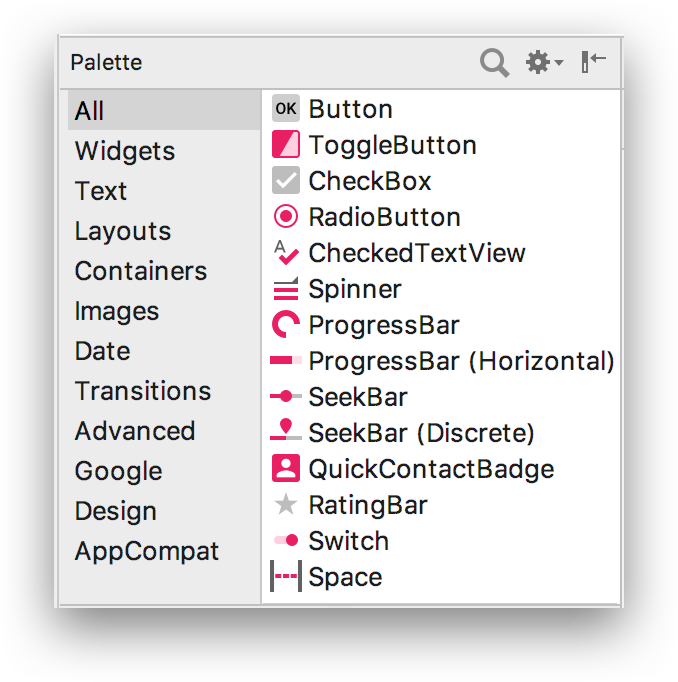 Palette
All
Widgets
Text
Layouts
Containers
Images
Date
Transitions
Advanced
Google
Design
AppCompat
OK Button
ToggleButton
CheckBox
RadioButton
A CheckedTextView
Spinner
ProgressBar
ProgressBar (Horizontal)
SeekBar
SeekBar (Discrete)
QuickContactBadge
RatingBar
Switch
Space